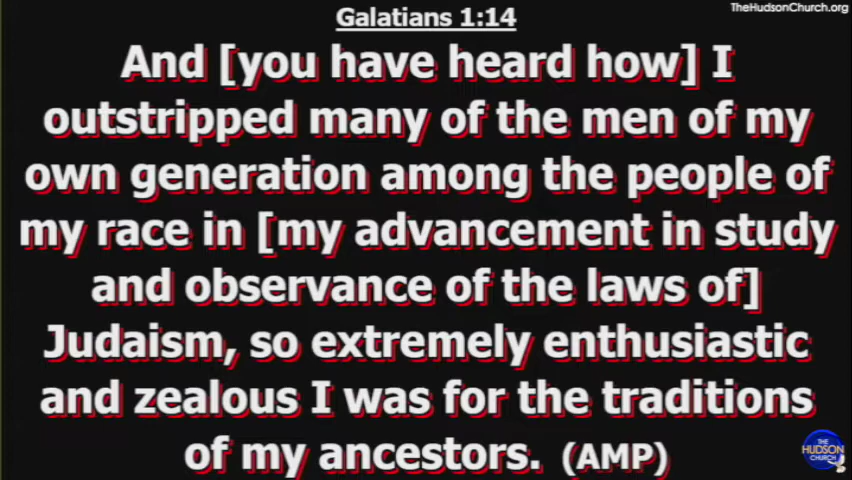 TheHudsonChurch.org
Galatians 1:14
And [you have heard how] I
outstripped many of the men of my
own generation among the people of
my race in [my advancement in study
and observance of the laws of]
Judaism, so extremely enthusiastic
and zealous I was for the traditions
of my ancestors. (AMP)
THE
HUDSON
CHURCH